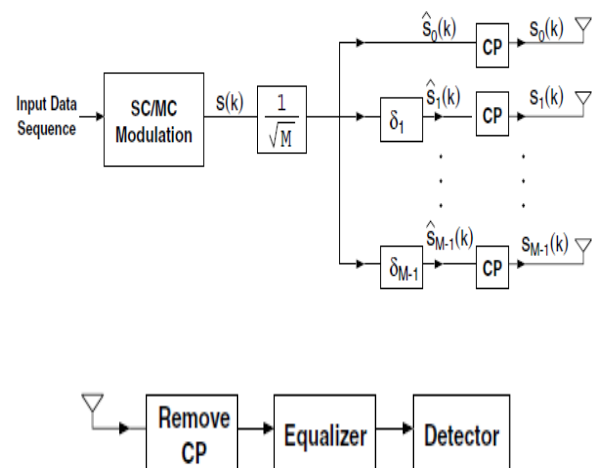 ŝ₀(k) CP s₀(k)
Input Data
Sequence
SC/MC
Modulation
s(k)
1
√M
δ₁ ŝ₁(k) CP s₁(k)
δM-1 ŝM-1(k) CP sM-1(k)
Remove
CP
Equalizer
Detector